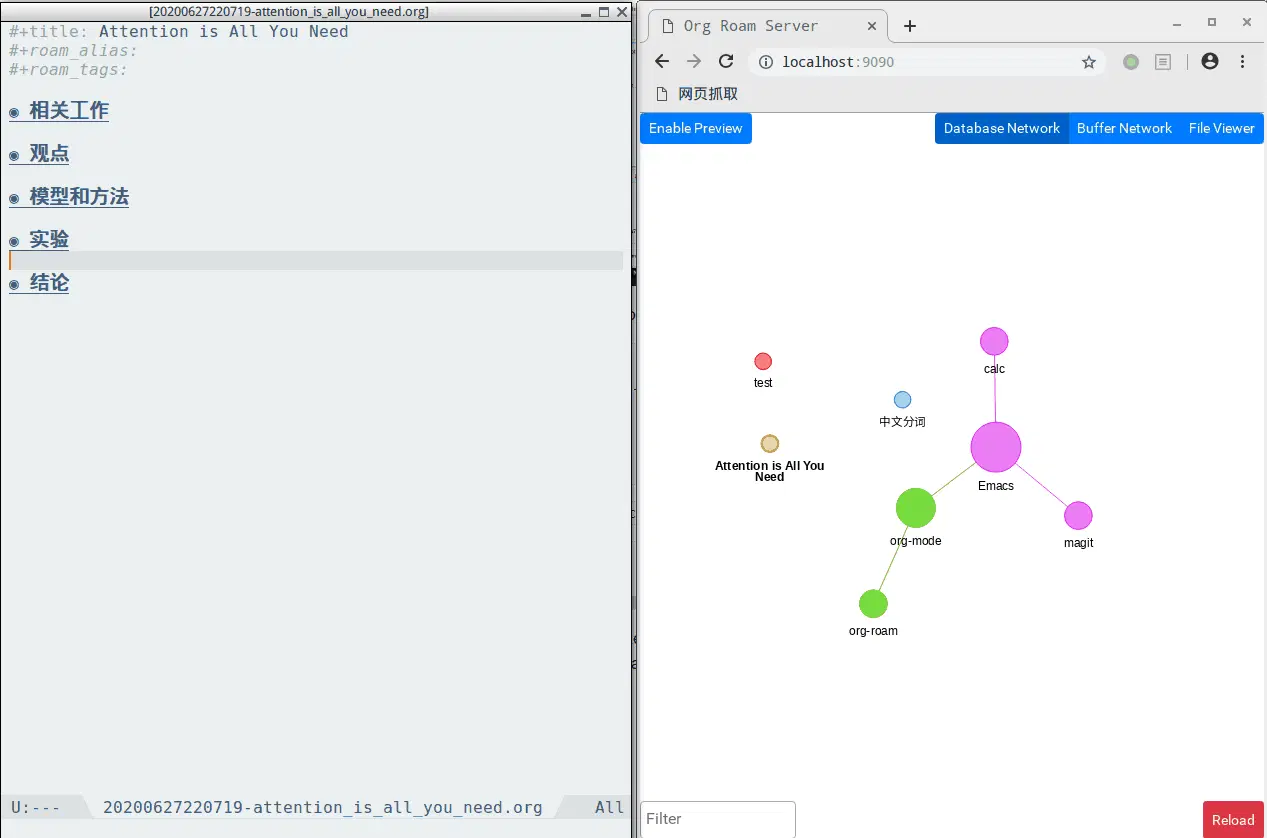 [20200627220719-attention_is_all_you_need.org]
#+title: Attention is All You Need
#+roam_alias:
#+roam_tags:
◉ 相关工作
◉ 观点
◉ 模型和方法
◉ 实验
◉ 结论
U:--- 20200627220719-attention_is_all_you_need.org All
Org Roam Server
localhost:9090
网页抓取
Enable Preview
Database Network Buffer Network File Viewer
calc
test
中文分词
Attention is All You
Need
Emacs
org-mode
magit
org-roam
Filter
Reload